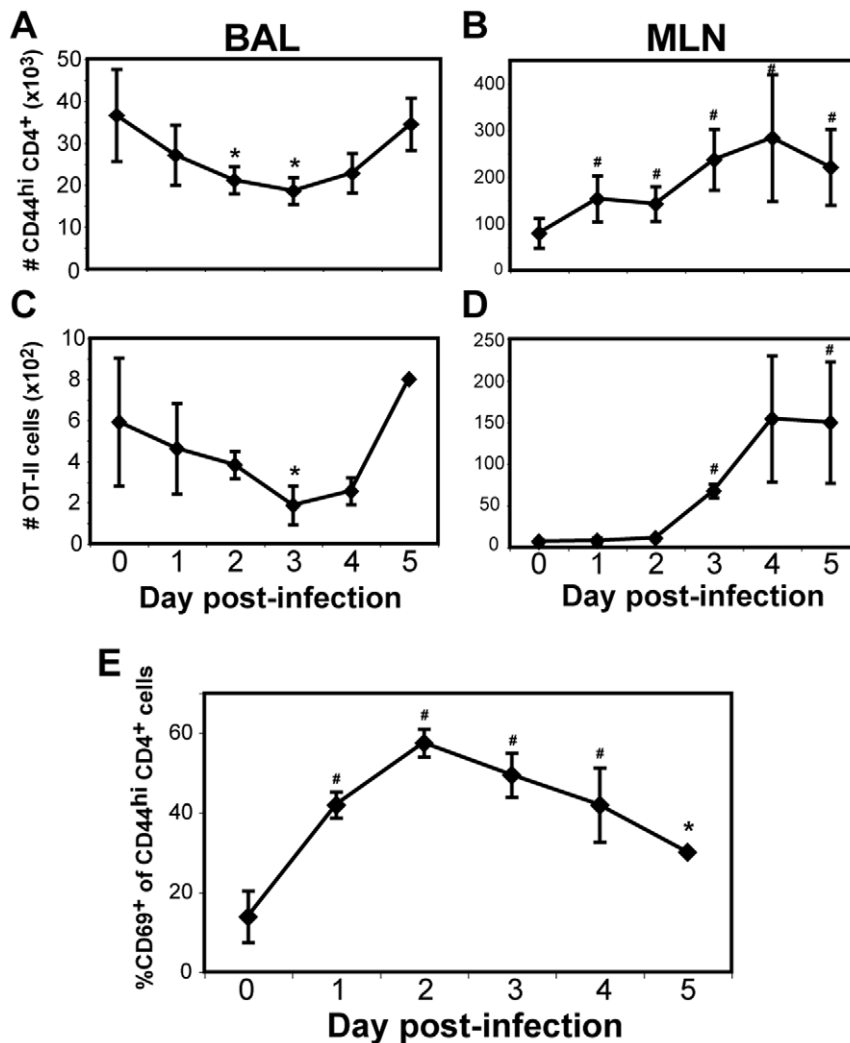 A
BAL
B
MLN
# CD44hi CD4+ (x10³)
50
40
30
20
10
0
* *
400
300
200
100
0
# # # # #
C
D
# OT-II cells (x10²)
10
8
6
4
2
0
*
250
200
150
100
50
0
# #
0 1 2 3 4 5
0 1 2 3 4 5
Day post-infection
Day post-infection
E
%CD69+ of CD44hi CD4+ cells
60
40
20
0
# # # # *
0 1 2 3 4 5
Day post-infection